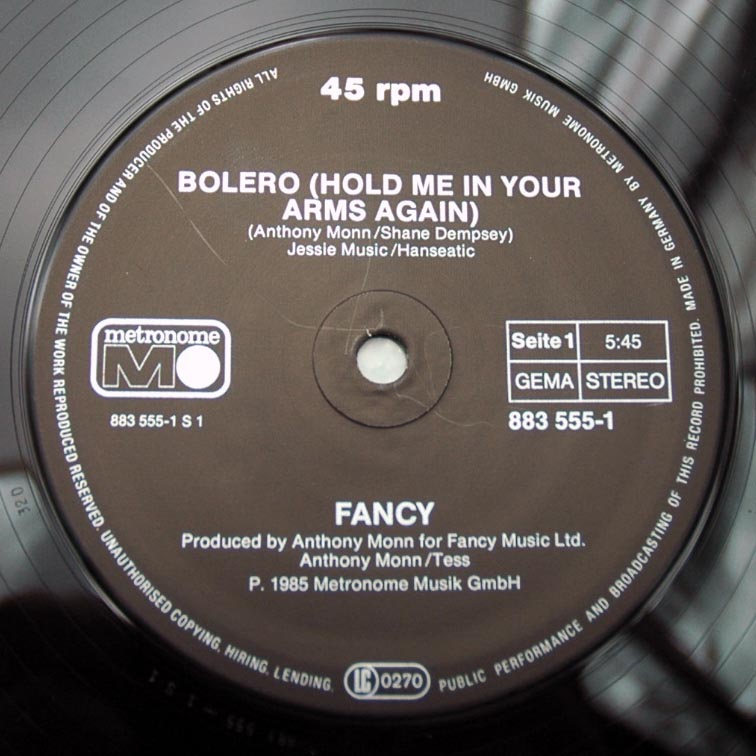 45 rpm
BOLERO (HOLD ME IN YOUR
ARMS AGAIN)
(Anthony Monn/Shane Dempsey)
Jessie Music/Hanseatic
metronome
M
883 555-1 S 1
Seite 1 5:45
GEMA STEREO
883 555-1
FANCY
Produced by Anthony Monn for Fancy Music Ltd.
Anthony Monn/Tess
P. 1985 Metronome Musik GmbH
ALL RIGHTS OF THE PRODUCER AND OF THE OWNER OF THE WORK REPRODUCED RESERVED. UNAUTHORISED COPYING, HIRING, LENDING, LC 0270 PUBLIC PERFORMANCE AND BROADCASTING OF THIS RECORD PROHIBITED. MADE IN GERMANY BY METRONOME MUSIK GMBH